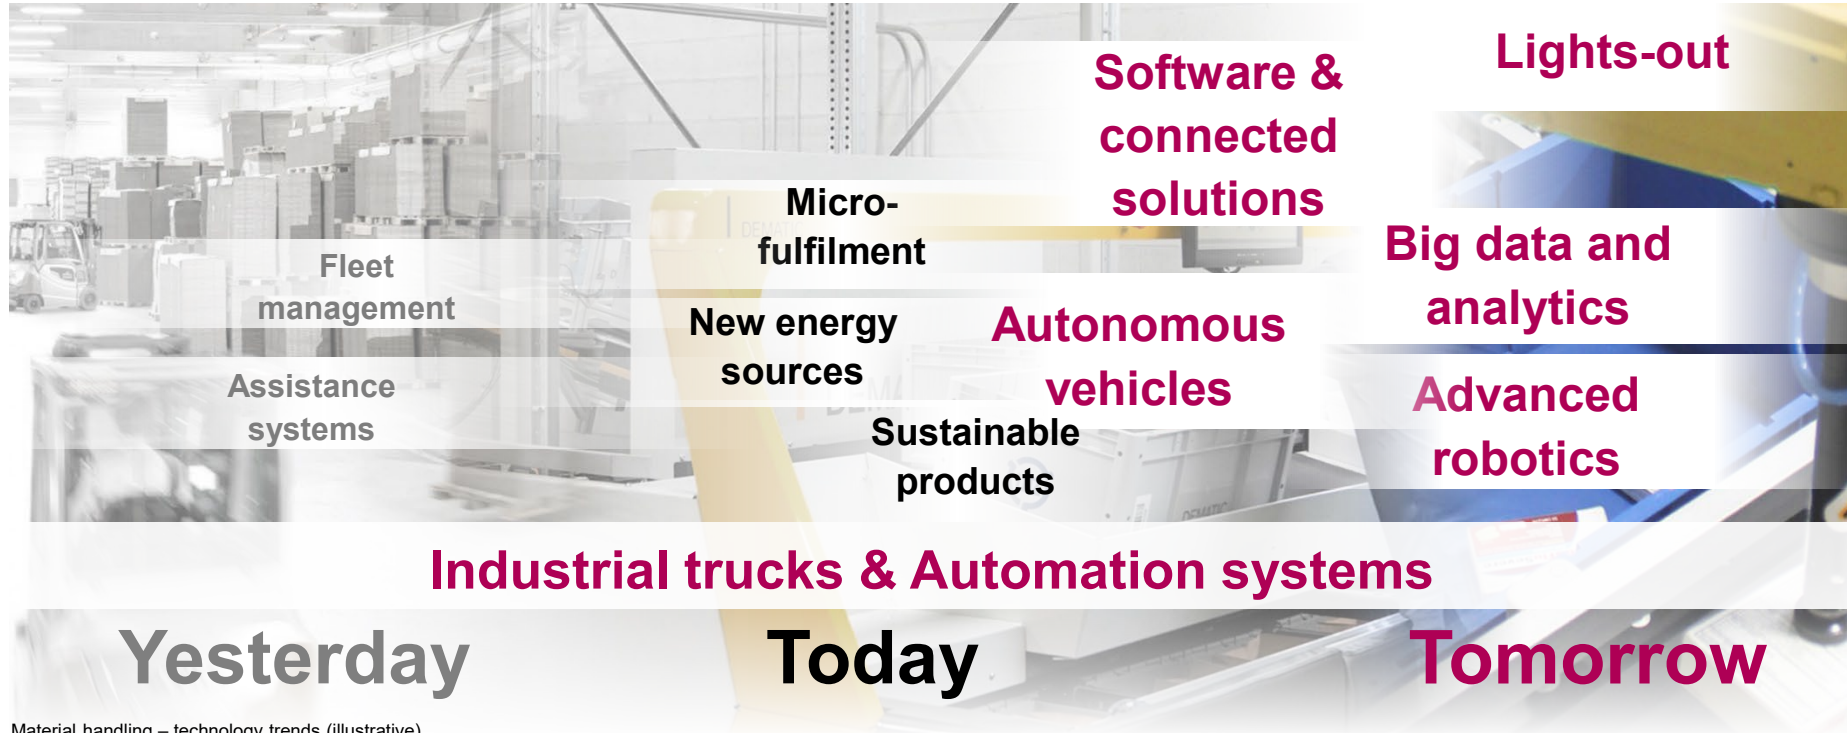 Lights-out
Software &
connected
solutions
Micro-
fulfilment
Big data and
analytics
Fleet
management
New energy
sources
Autonomous
vehicles
Assistance
systems
Advanced
robotics
Sustainable
products
DEMATIC
Industrial trucks & Automation systems
Yesterday
Today
Tomorrow
Material handling – technology trends (illustrative)